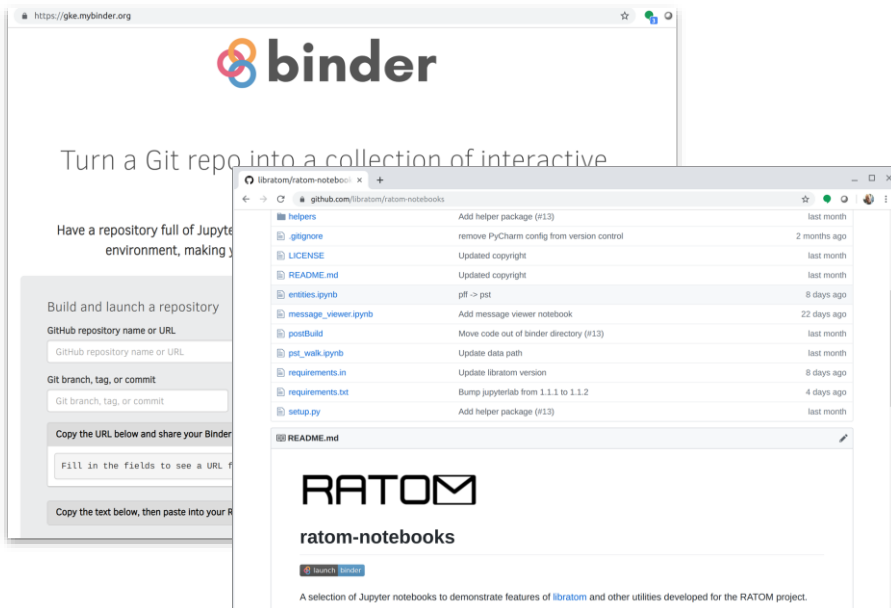 https://gke.mybinder.org
binder
Turn a Git repo into a collection of interactive
Have a repository full of Jupyte
environment, making
Build and launch a repository
GitHub repository name or URL
GitHub repository name or URL
Git branch, tag, or commit
Git branch, tag, or commit
Copy the URL below and share your Binder
Fill in the fields to see a URL f
Copy the text below, then paste into your R
libratom/ratom-noteboo
github.com/libratom/ratom-notebooks
helpers Add helper package (#13) last month
.gitignore remove PyCharm config from version control 2 months ago
LICENSE Updated copyright last month
README.md Updated copyright last month
entities.ipynb pff -> pst 8 days ago
message_viewer.ipynb Add message viewer notebook 22 days ago
postBuild Move code out of binder directory (#13) last month
pst_walk.ipynb Update data path last month
requirements.in Update libratom version 8 days ago
requirements.txt Bump jupyterlab from 1.1.1 to 1.1.2 4 days ago
setup.py Add helper package (#13) last month
README.md
RATOM
ratom-notebooks
launch binder
A selection of Jupyter notebooks to demonstrate features of libratom and other utilities developed for the RATOM project.